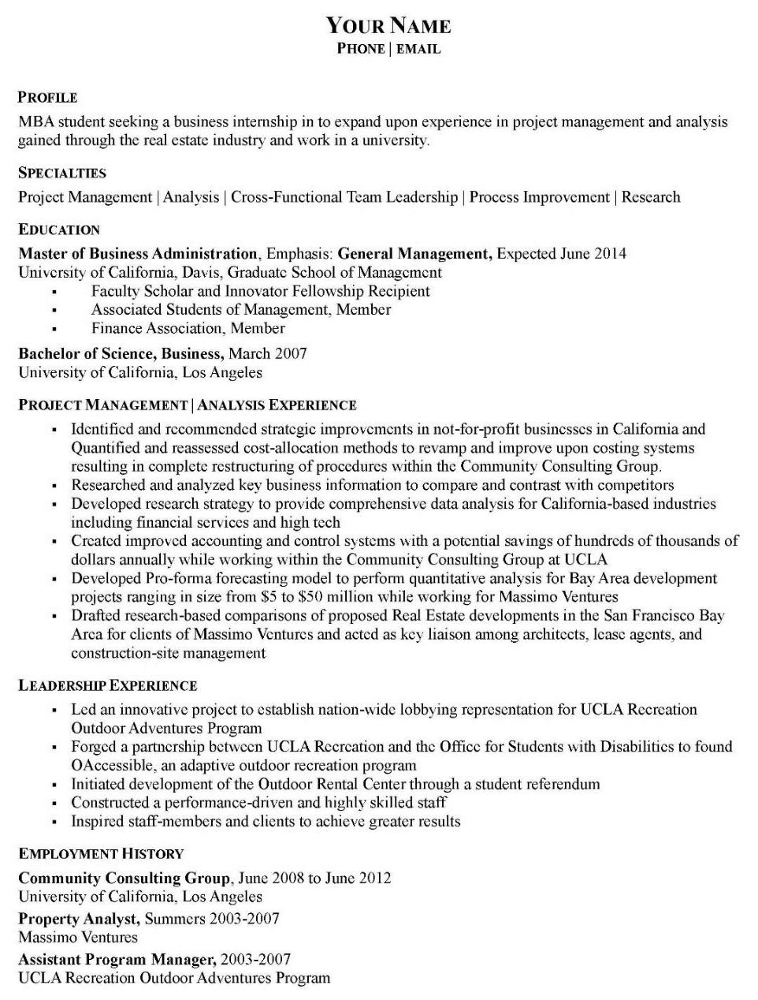 YOUR NAME
PHONE | EMAIL
PROFILE
MBA student seeking a business internship in to expand upon experience in project management and analysis
gained through the real estate industry and work in a university.
SPECIALTIES
Project Management | Analysis | Cross-Functional Team Leadership | Process Improvement | Research
EDUCATION
Master of Business Administration, Emphasis: General Management, Expected June 2014
University of California, Davis, Graduate School of Management
▪ Faculty Scholar and Innovator Fellowship Recipient
▪ Associated Students of Management, Member
▪ Finance Association, Member
Bachelor of Science, Business, March 2007
University of California, Los Angeles
PROJECT MANAGEMENT | ANALYSIS EXPERIENCE
▪ Identified and recommended strategic improvements in not-for-profit businesses in California and
Quantified and reassessed cost-allocation methods to revamp and improve upon costing systems
resulting in complete restructuring of procedures within the Community Consulting Group.
▪ Researched and analyzed key business information to compare and contrast with competitors
▪ Developed research strategy to provide comprehensive data analysis for California-based industries
including financial services and high tech
▪ Created improved accounting and control systems with a potential savings of hundreds of thousands of
dollars annually while working within the Community Consulting Group at UCLA
▪ Developed Pro-forma forecasting model to perform quantitative analysis for Bay Area development
projects ranging in size from $5 to $50 million while working for Massimo Ventures
▪ Drafted research-based comparisons of proposed Real Estate developments in the San Francisco Bay
Area for clients of Massimo Ventures and acted as key liaison among architects, lease agents, and
construction-site management
LEADERSHIP EXPERIENCE
▪ Led an innovative project to establish nation-wide lobbying representation for UCLA Recreation
Outdoor Adventures Program
▪ Forged a partnership between UCLA Recreation and the Office for Students with Disabilities to found
OAccessible, an adaptive outdoor recreation program
▪ Initiated development of the Outdoor Rental Center through a student referendum
▪ Constructed a performance-driven and highly skilled staff
▪ Inspired staff-members and clients to achieve greater results
EMPLOYMENT HISTORY
Community Consulting Group, June 2008 to June 2012
University of California, Los Angeles
Property Analyst, Summers 2003-2007
Massimo Ventures
Assistant Program Manager, 2003-2007
UCLA Recreation Outdoor Adventures Program